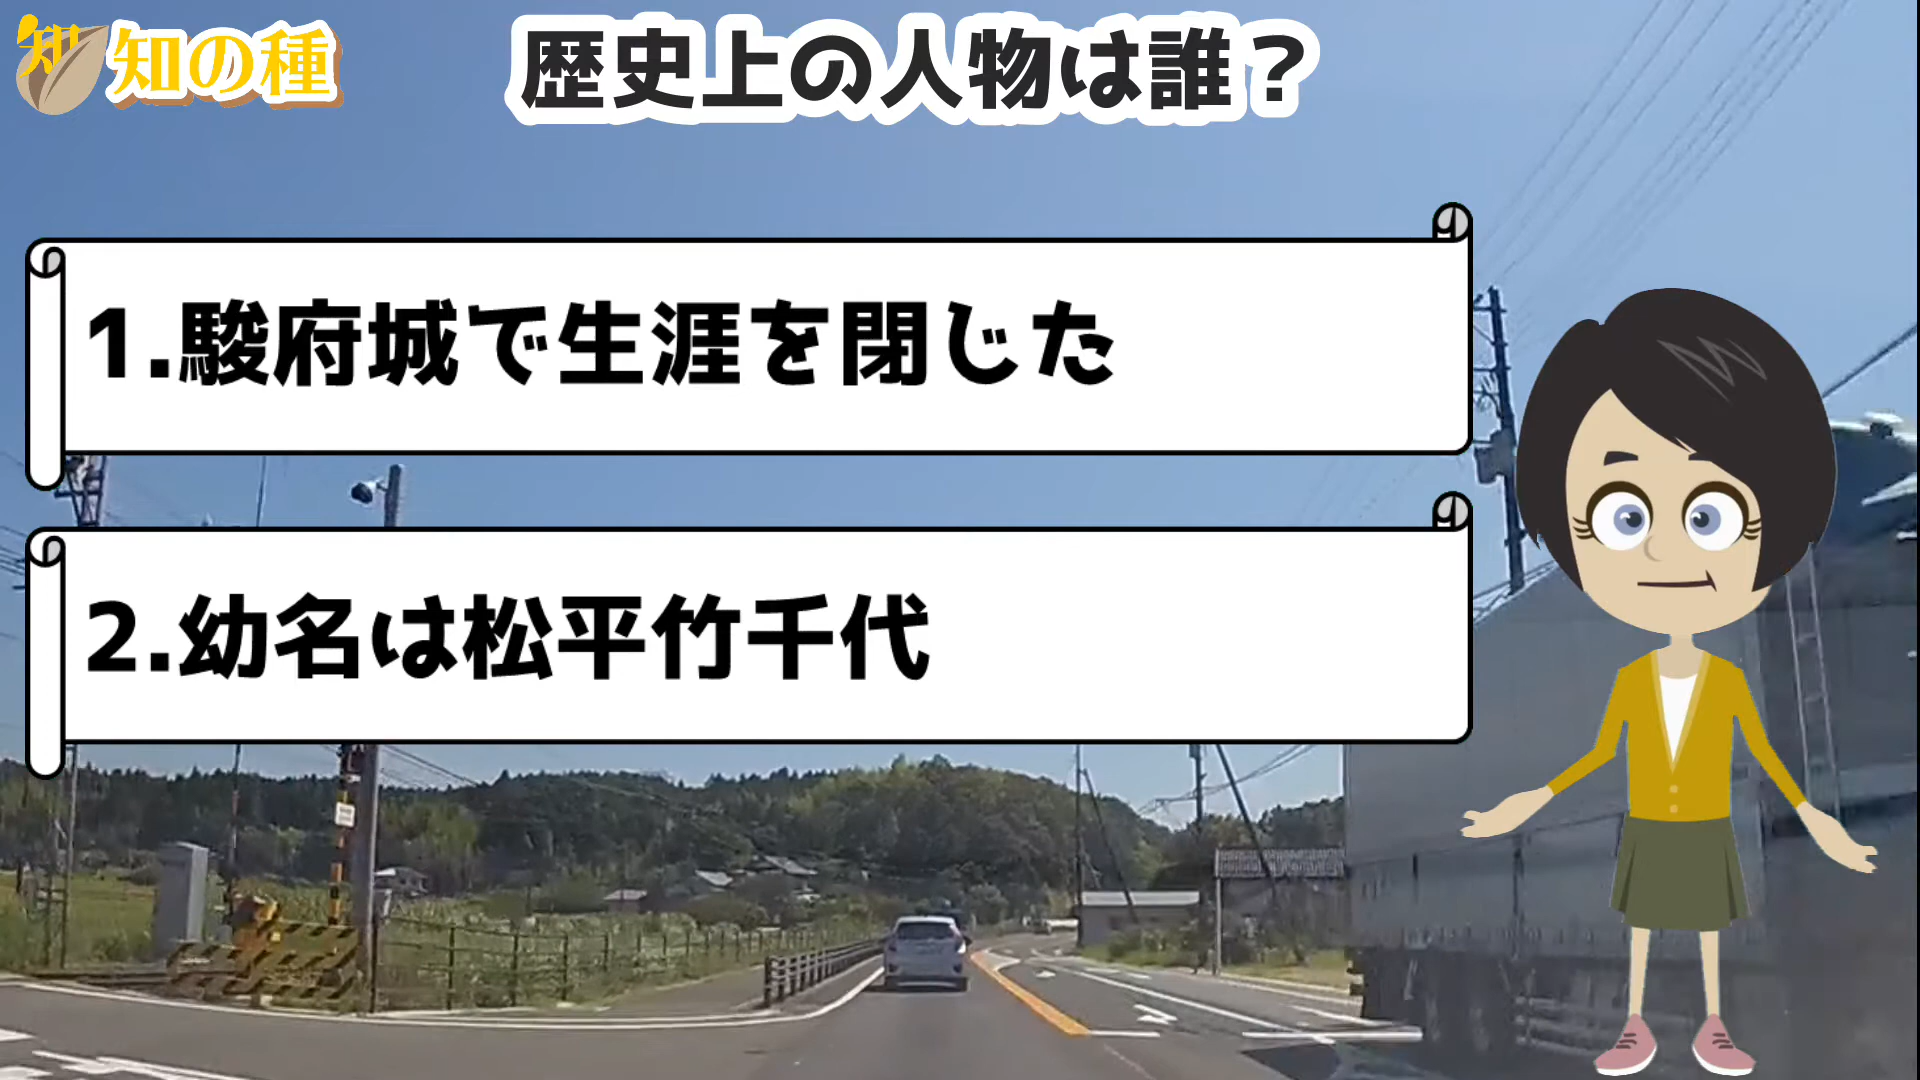 知の種
歴史上の人物は誰？
1.駿府城で生涯を閉じた
2.幼名は松平竹千代